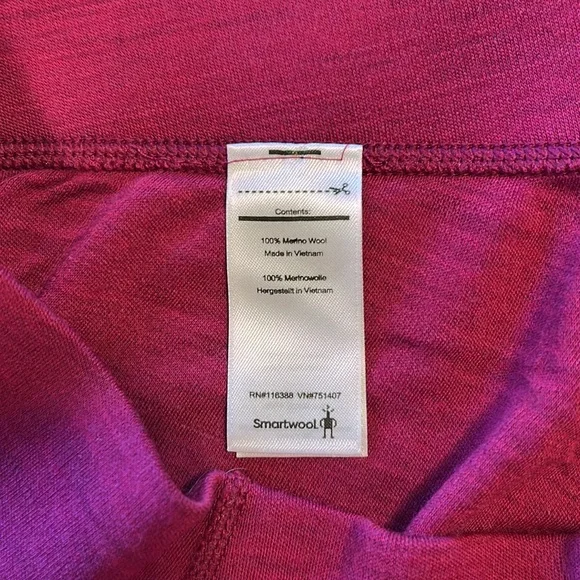 Contents:
100% Merino Wool
Made in Vietnam
100% Merinowolle
Hergestellt in Vietnam
RN#116388 VN#751407
Smartwool